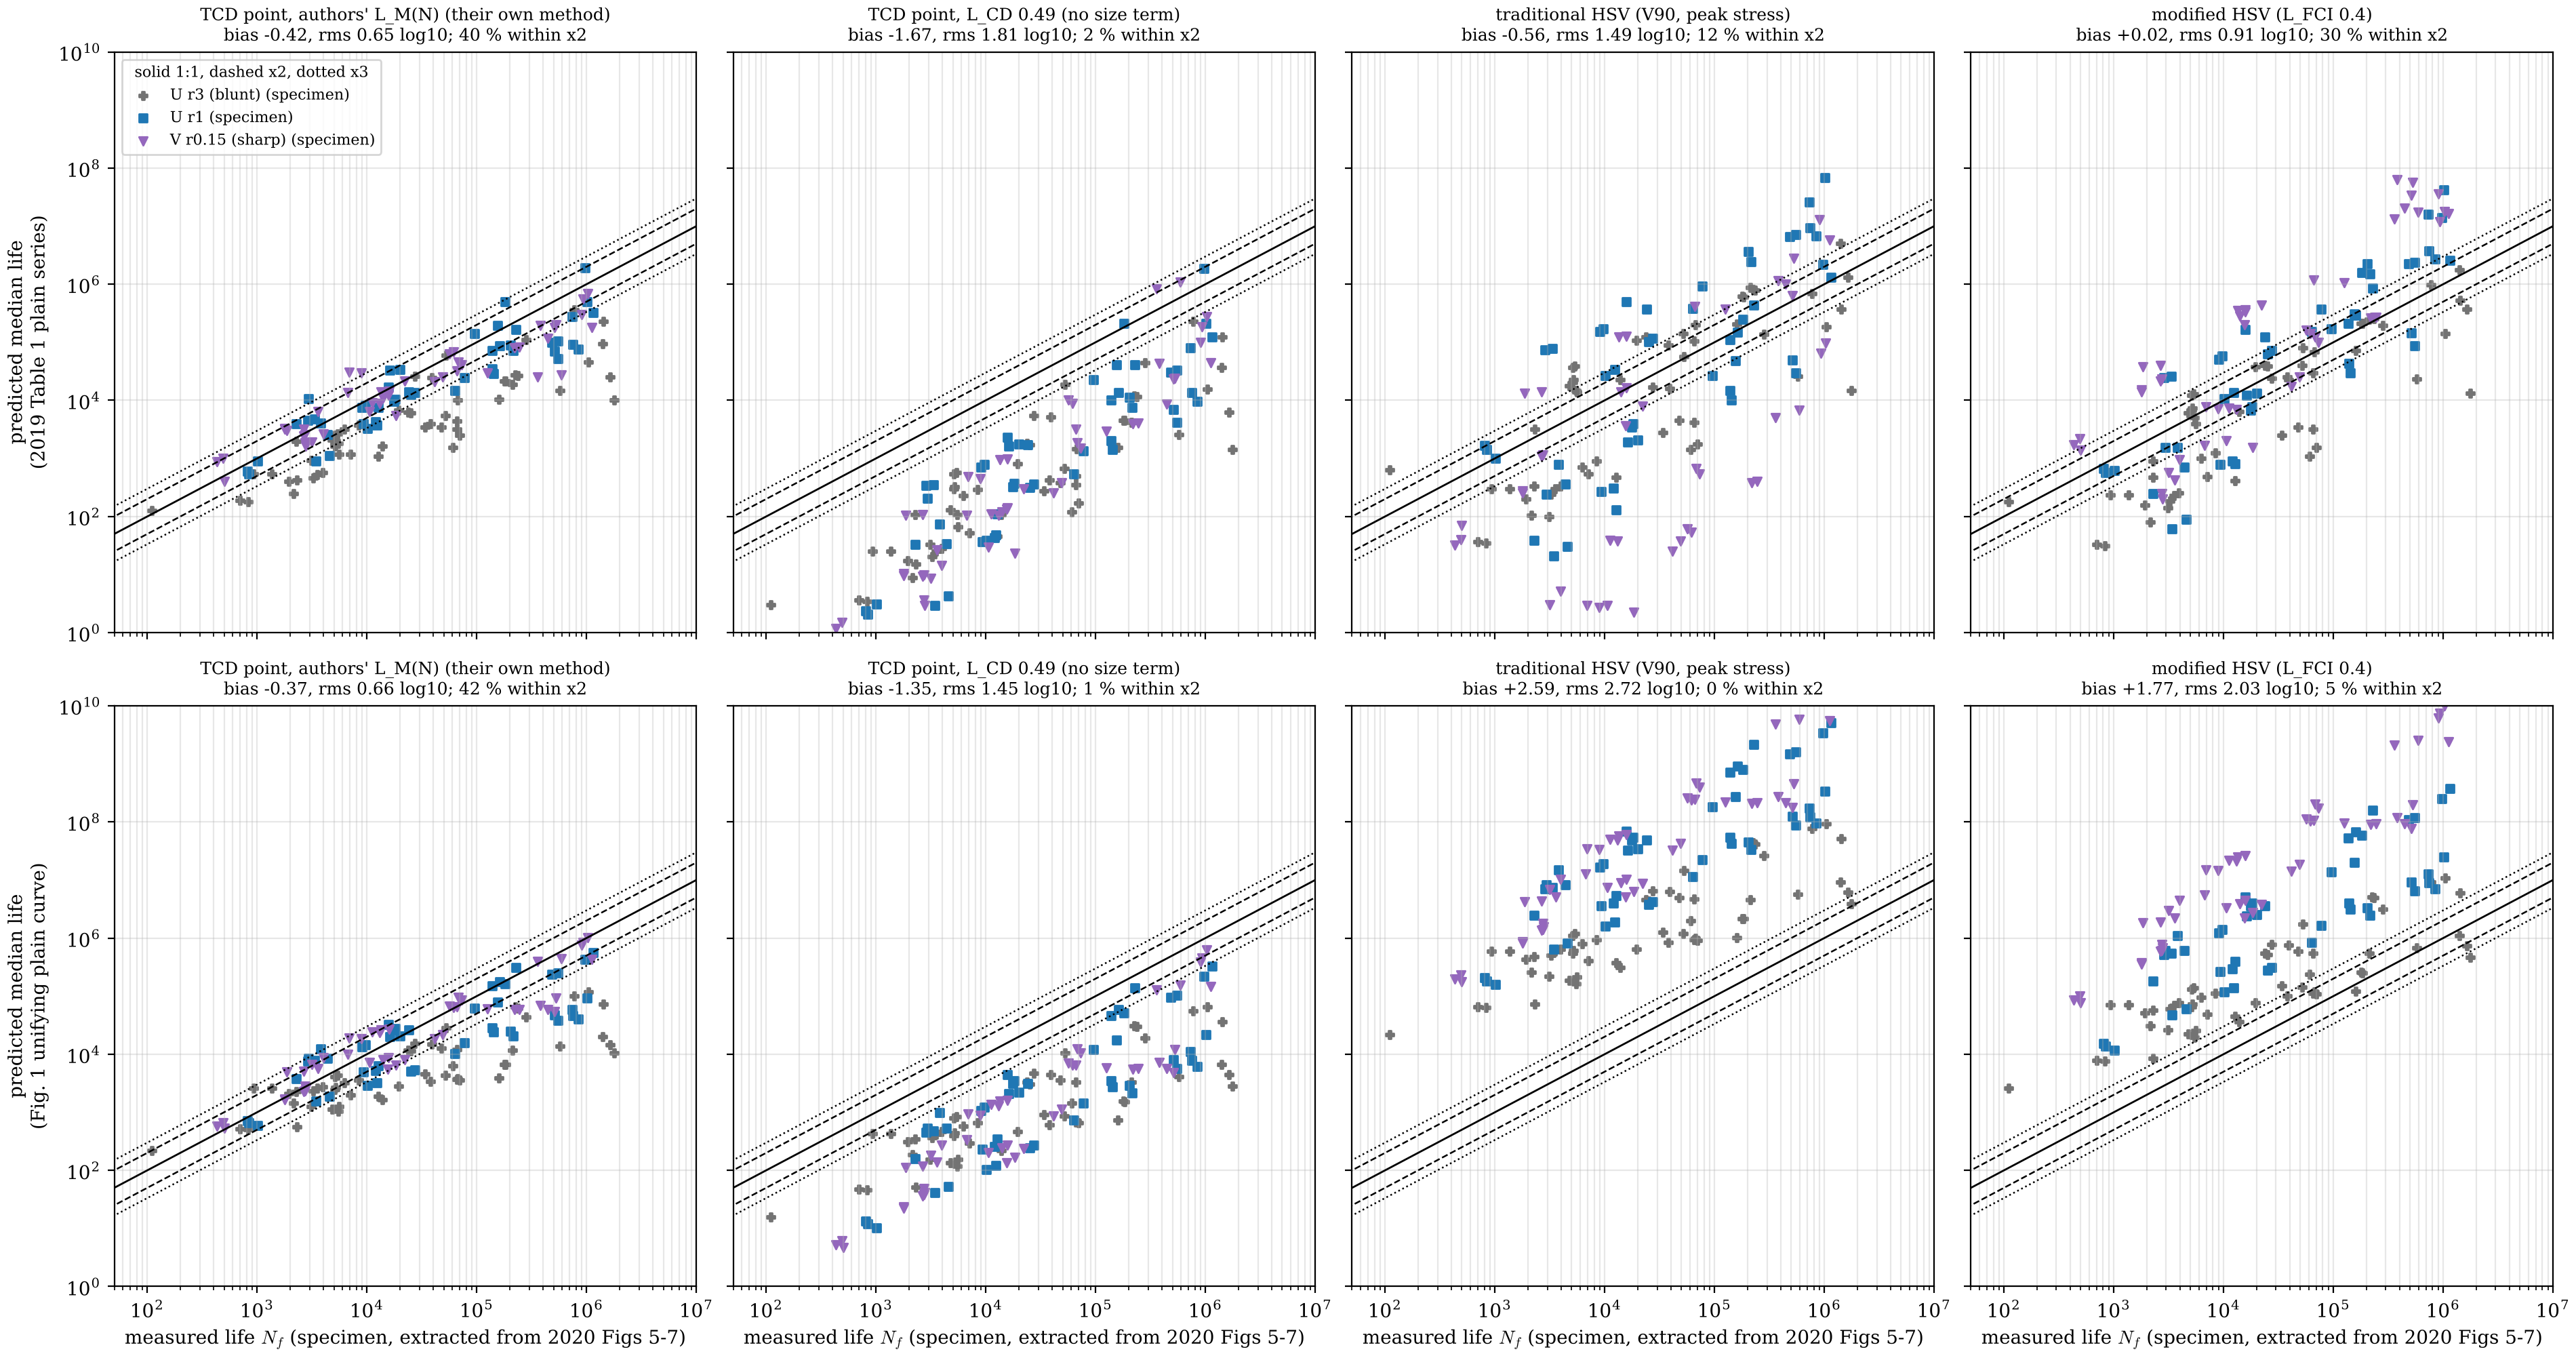 TCD point, authors' L_M(N) (their own method)
bias -0.42, rms 0.65 log10; 40 % within x2
TCD point, L_CD 0.49 (no size term)
bias -1.67, rms 1.81 log10; 2 % within x2
traditional HSV (V90, peak stress)
bias -0.56, rms 1.49 log10; 12 % within x2
modified HSV (L_FCI 0.4)
bias +0.02, rms 0.91 log10; 30 % within x2
solid 1:1, dashed x2, dotted x3
U r3 (blunt) (specimen)
U r1 (specimen)
V r0.15 (sharp) (specimen)
predicted median life
(2019 Table 1 plain series)
10^10
10^8
10^6
10^4
10^2
10^0
TCD point, authors' L_M(N) (their own method)
bias -0.37, rms 0.66 log10; 42 % within x2
TCD point, L_CD 0.49 (no size term)
bias -1.35, rms 1.45 log10; 1 % within x2
traditional HSV (V90, peak stress)
bias +2.59, rms 2.72 log10; 0 % within x2
modified HSV (L_FCI 0.4)
bias +1.77, rms 2.03 log10; 5 % within x2
predicted median life
(Fig. 1 unifying plain curve)
10^10
10^8
10^6
10^4
10^2
10^0
10^2 10^3 10^4 10^5 10^6 10^7
10^2 10^3 10^4 10^5 10^6 10^7
10^2 10^3 10^4 10^5 10^6 10^7
10^2 10^3 10^4 10^5 10^6 10^7
measured life N_f (specimen, extracted from 2020 Figs 5-7)
measured life N_f (specimen, extracted from 2020 Figs 5-7)
measured life N_f (specimen, extracted from 2020 Figs 5-7)
measured life N_f (specimen, extracted from 2020 Figs 5-7)